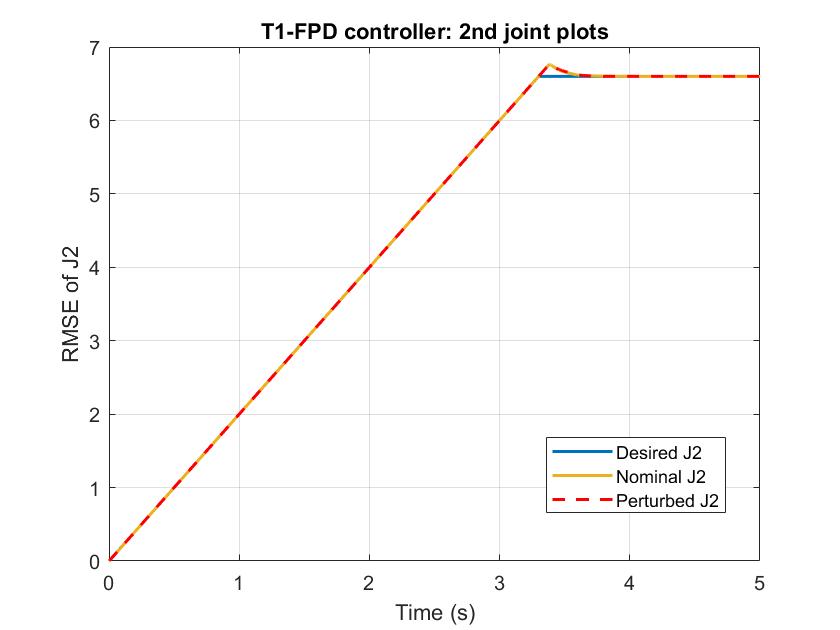 T1-FPD controller: 2nd joint plots
7
6
5
4
3
2
1
0
RMSE of J2
Desired J2
Nominal J2
Perturbed J2
0 1 2 3 4 5
Time (s)